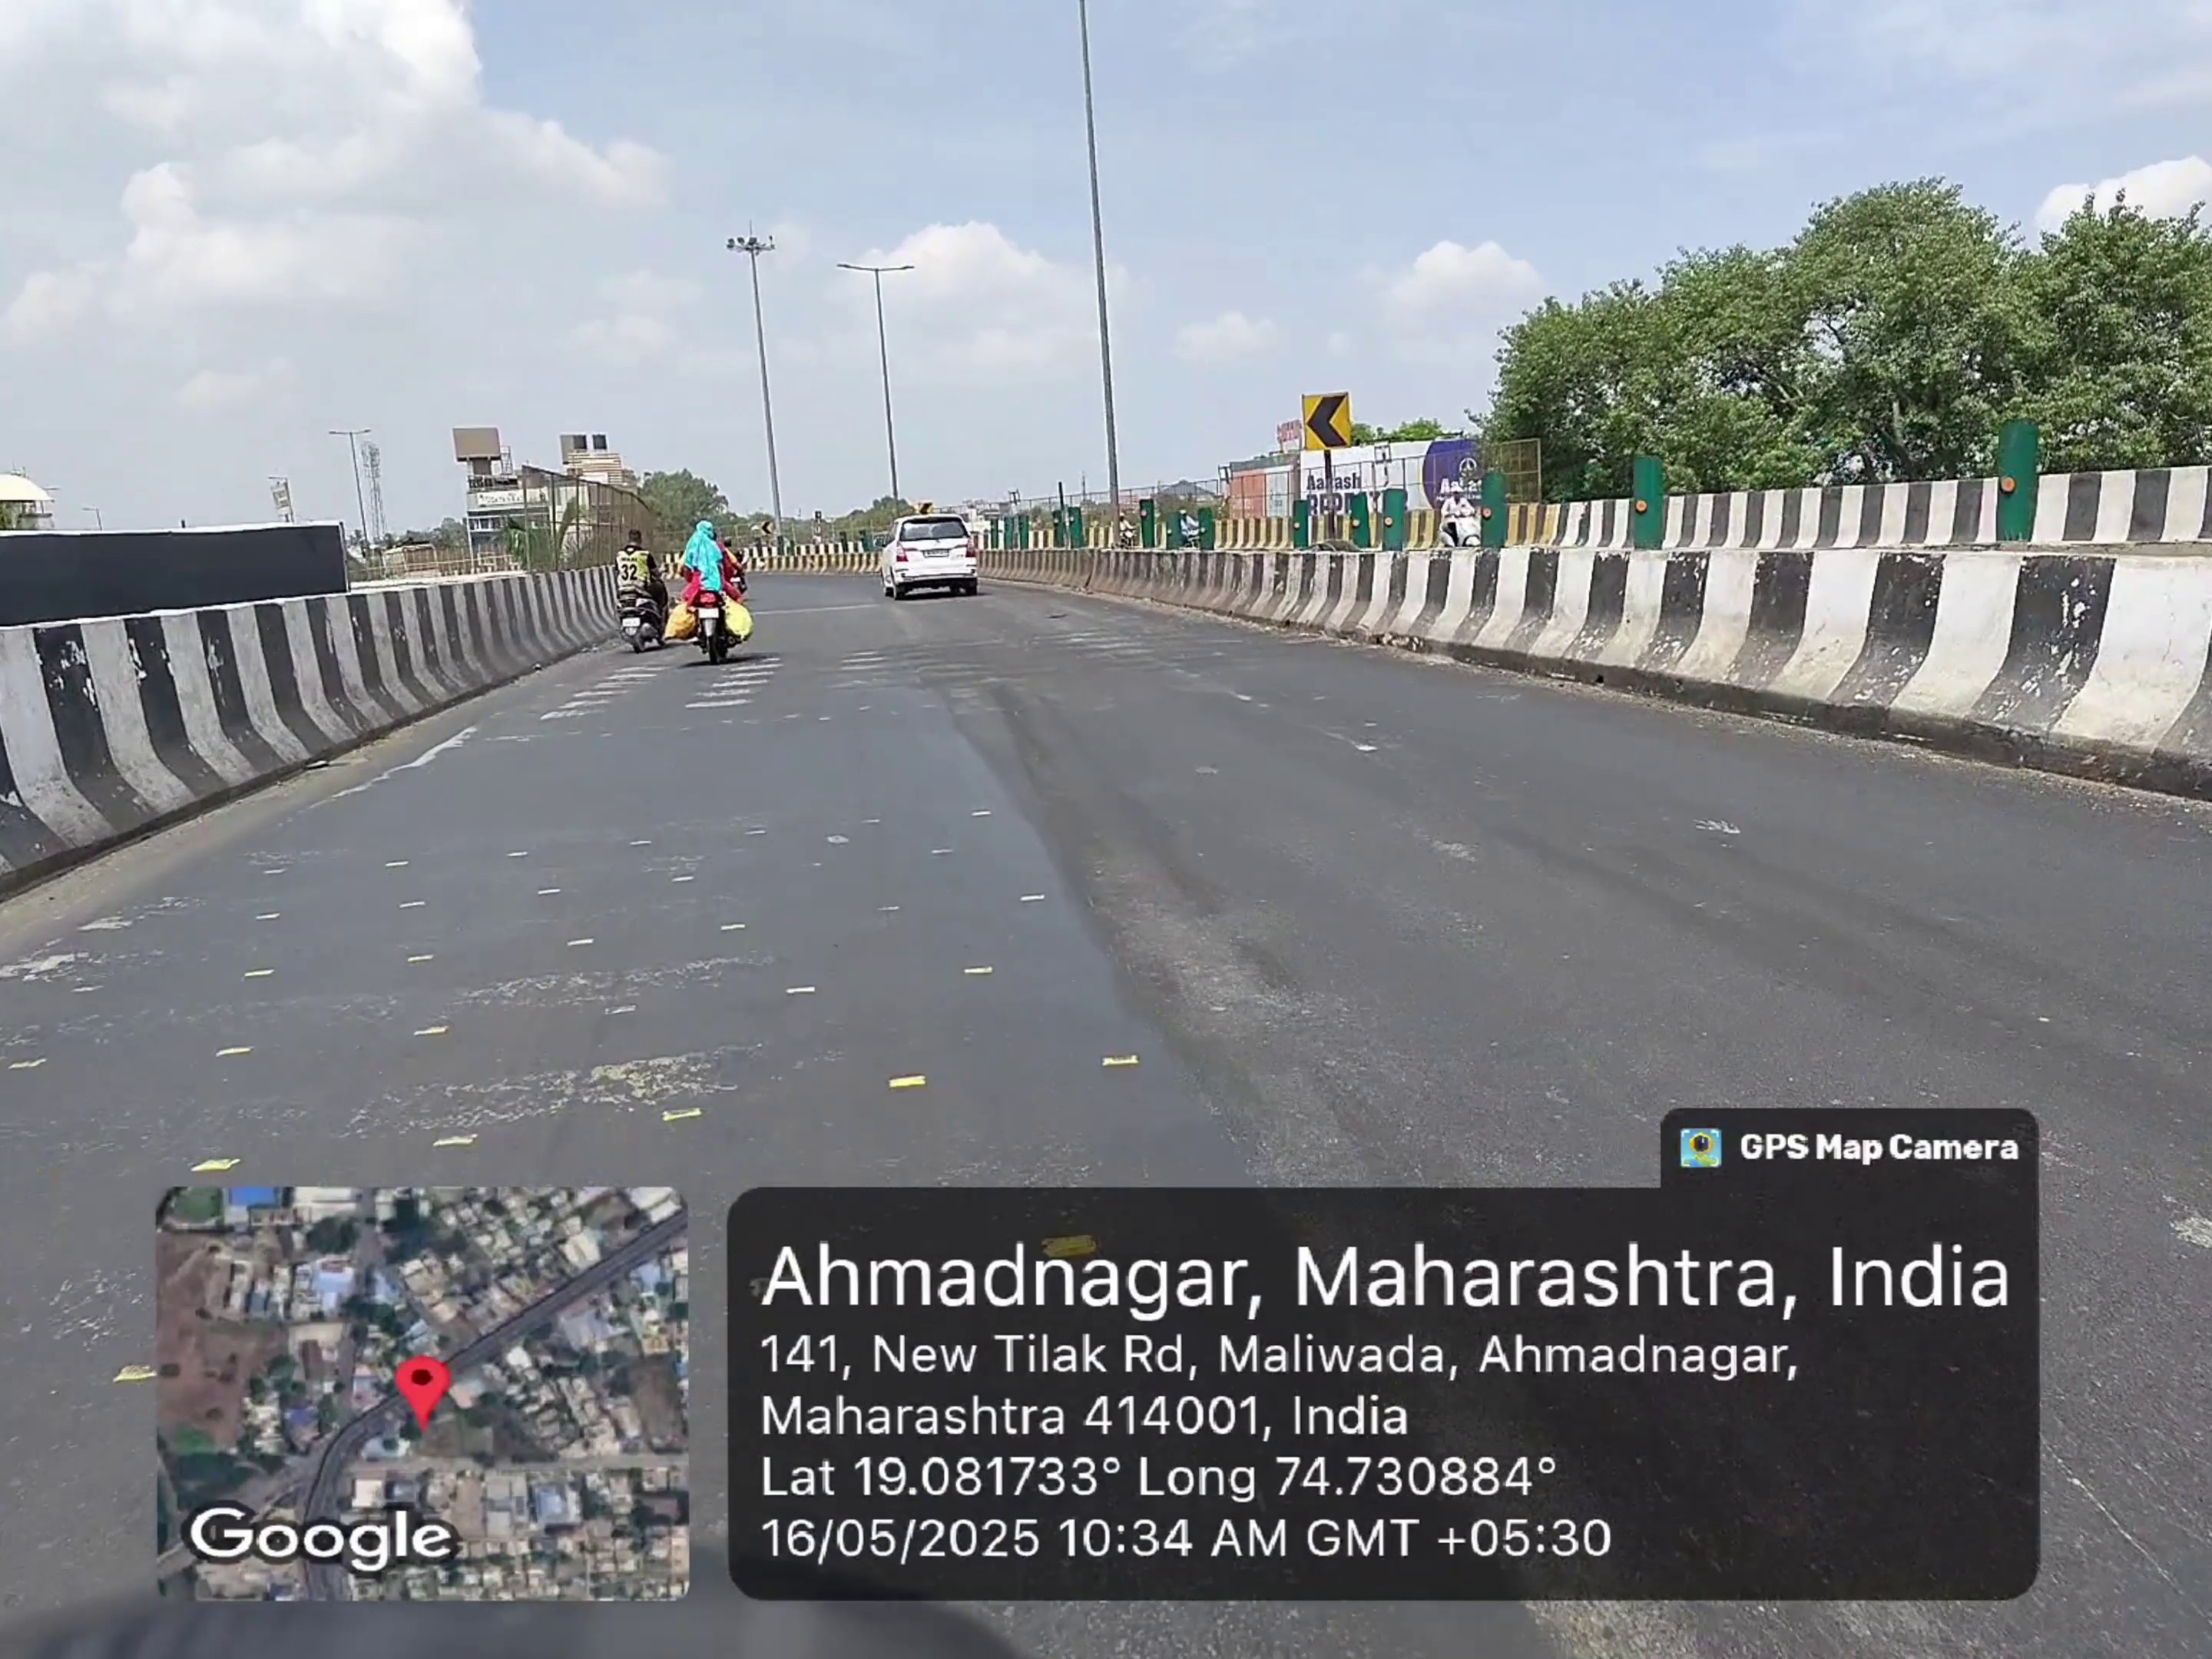 32
Aakash
GPS Map Camera
Google
Ahmadnagar, Maharashtra, India
141, New Tilak Rd, Maliwada, Ahmadnagar,
Maharashtra 414001, India
Lat 19.081733° Long 74.730884°
16/05/2025 10:34 AM GMT +05:30